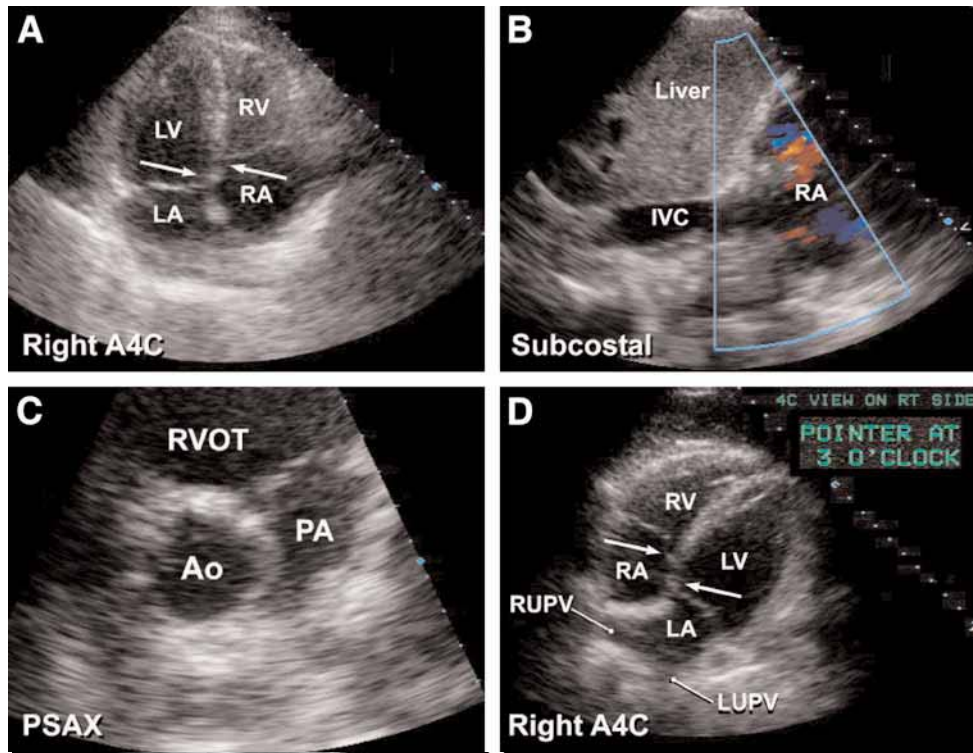 A
RV
LV
LA
RA
Right A4C
B
Liver
RA
IVC
.2
Subcostal
C
RVOT
PA
Ao
PSAX
D
4C VIEW ON RT SIDE
POINTER AT
3 O'CLOCK
RV
LV
RA
RUPV
LA
LUPV
Right A4C